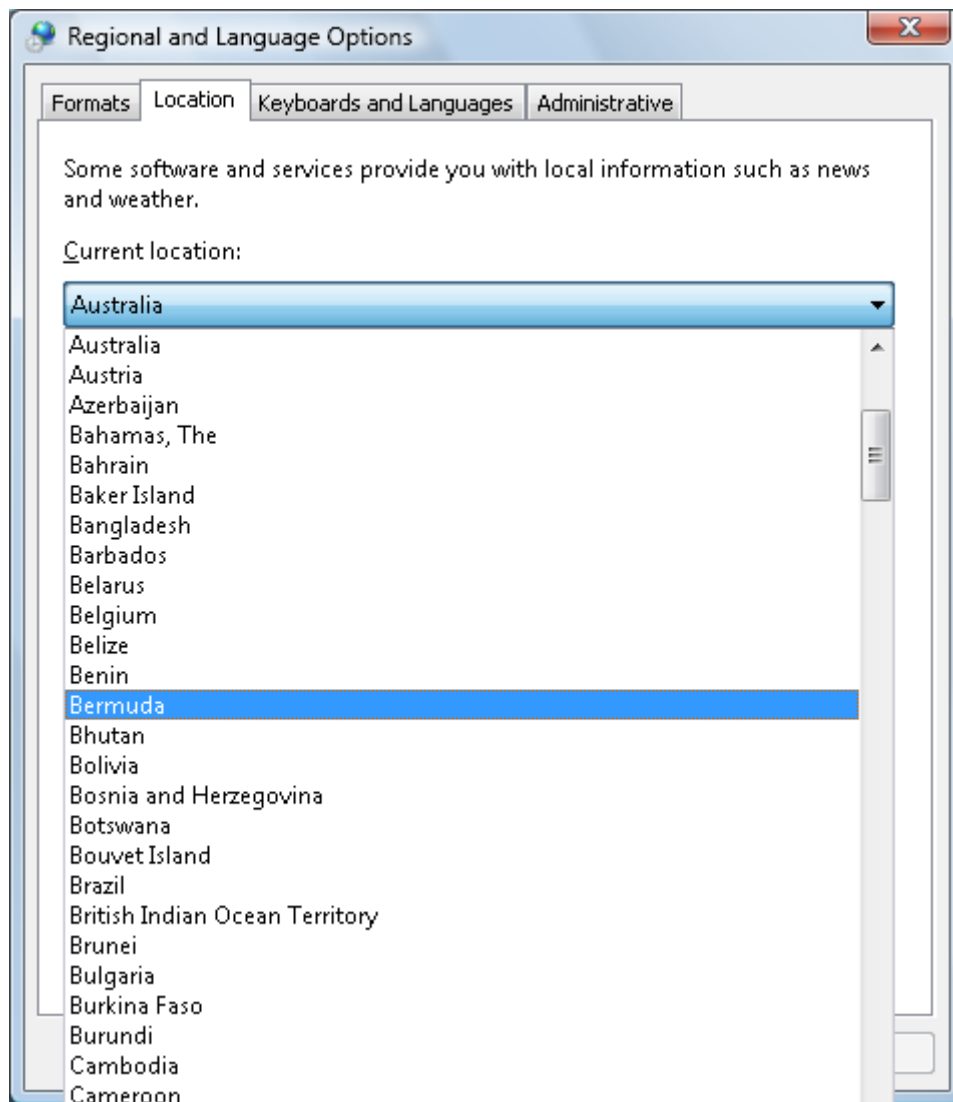 Regional and Language Options
Formats Location Keyboards and Languages Administrative
Some software and services provide you with local information such as news
and weather.
Current location:
Australia
Australia
Austria
Azerbaijan
Bahamas, The
Bahrain
Baker Island
Bangladesh
Barbados
Belarus
Belgium
Belize
Benin
Bermuda
Bhutan
Bolivia
Bosnia and Herzegovina
Botswana
Bouvet Island
Brazil
British Indian Ocean Territory
Brunei
Bulgaria
Burkina Faso
Burundi
Cambodia
Cameroon